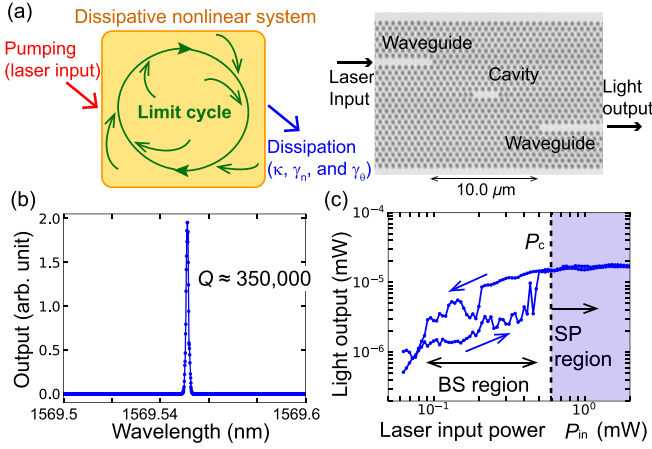 (a)
Dissipative nonlinear system
Pumping
(laser input)
Limit cycle
Dissipation
(κ, γn, and γθ)
Waveguide
Laser
Input
Cavity
Light
output
Waveguide
10.0 μm
(b)
Output (arb. unit)
2.0
1.5
1.0
0.5
0.0
Q ≈ 350,000
1569.5
1569.54
1569.6
Wavelength (nm)
(c)
Light output (mW)
10⁻⁴
10⁻⁵
10⁻⁶
Pc
SP
region
BS region
10⁻¹
10⁰
Laser input power Pin (mW)